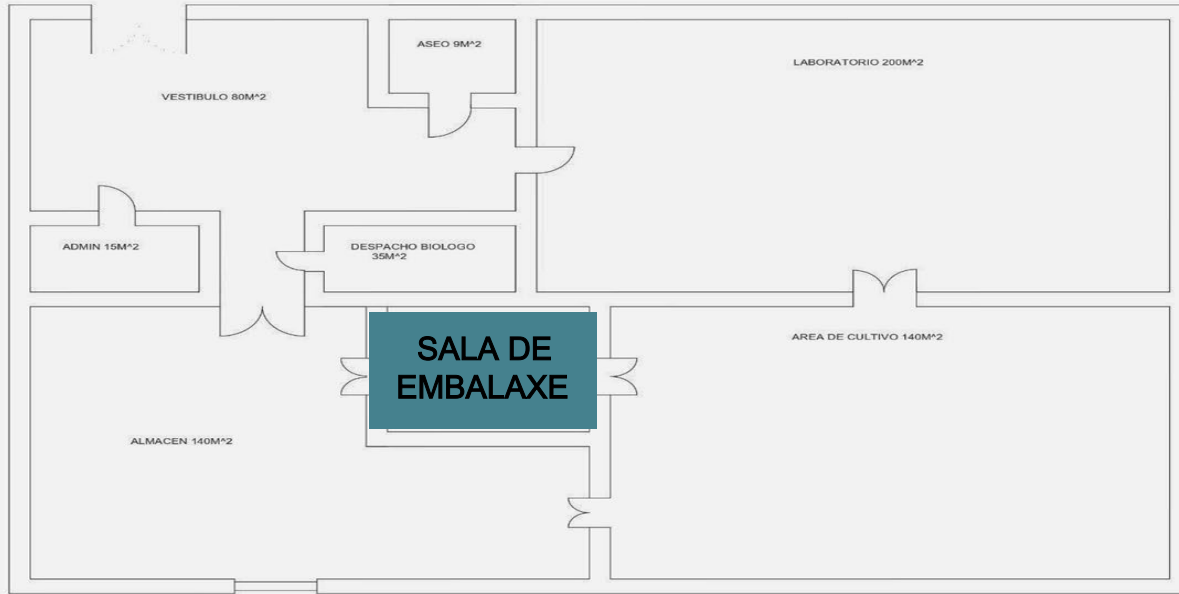 ASEO 9M^2
LABORATORIO 200M^2
VESTIBULO 80M^2
ADMIN 15M^2
DESPACHO BIOLOGO
35M^2
SALA DE
EMBALAXE
AREA DE CULTIVO 140M^2
ALMACEN 140M^2